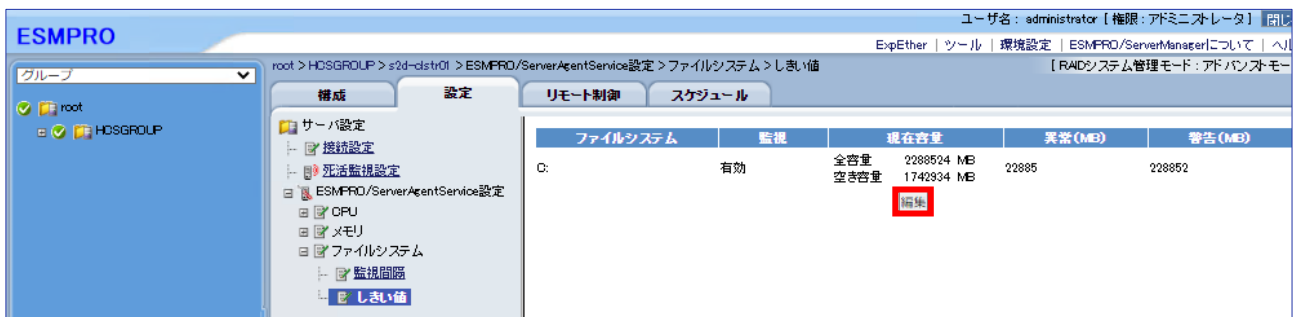 ユーザ名: administrator [ 権限 : アドミニストレータ ] 閉じ
ESMPRO
ExpEther | ツール | 環境設定 | ESMPRO/ServerManagerについて | ヘル
グループ
root > HCSGROUP > s2d-clstr01 > ESMPRO/ServerAgentService設定 > ファイルシステム > しきい値
[ RAIDシステム管理モード : アドバンストモー
構成
設定
リモート制御
スケジュール
root
HCSGROUP
サーバ設定
接続設定
死活監視設定
ESMPRO/ServerAgentService設定
CPU
メモリ
ファイルシステム
監視間隔
しきい値
ファイルシステム 監視 現在容量 異常(MB) 警告(MB)
C: 有効 全容量 2288524 MB 22885 228852
空き容量 1742934 MB
編集